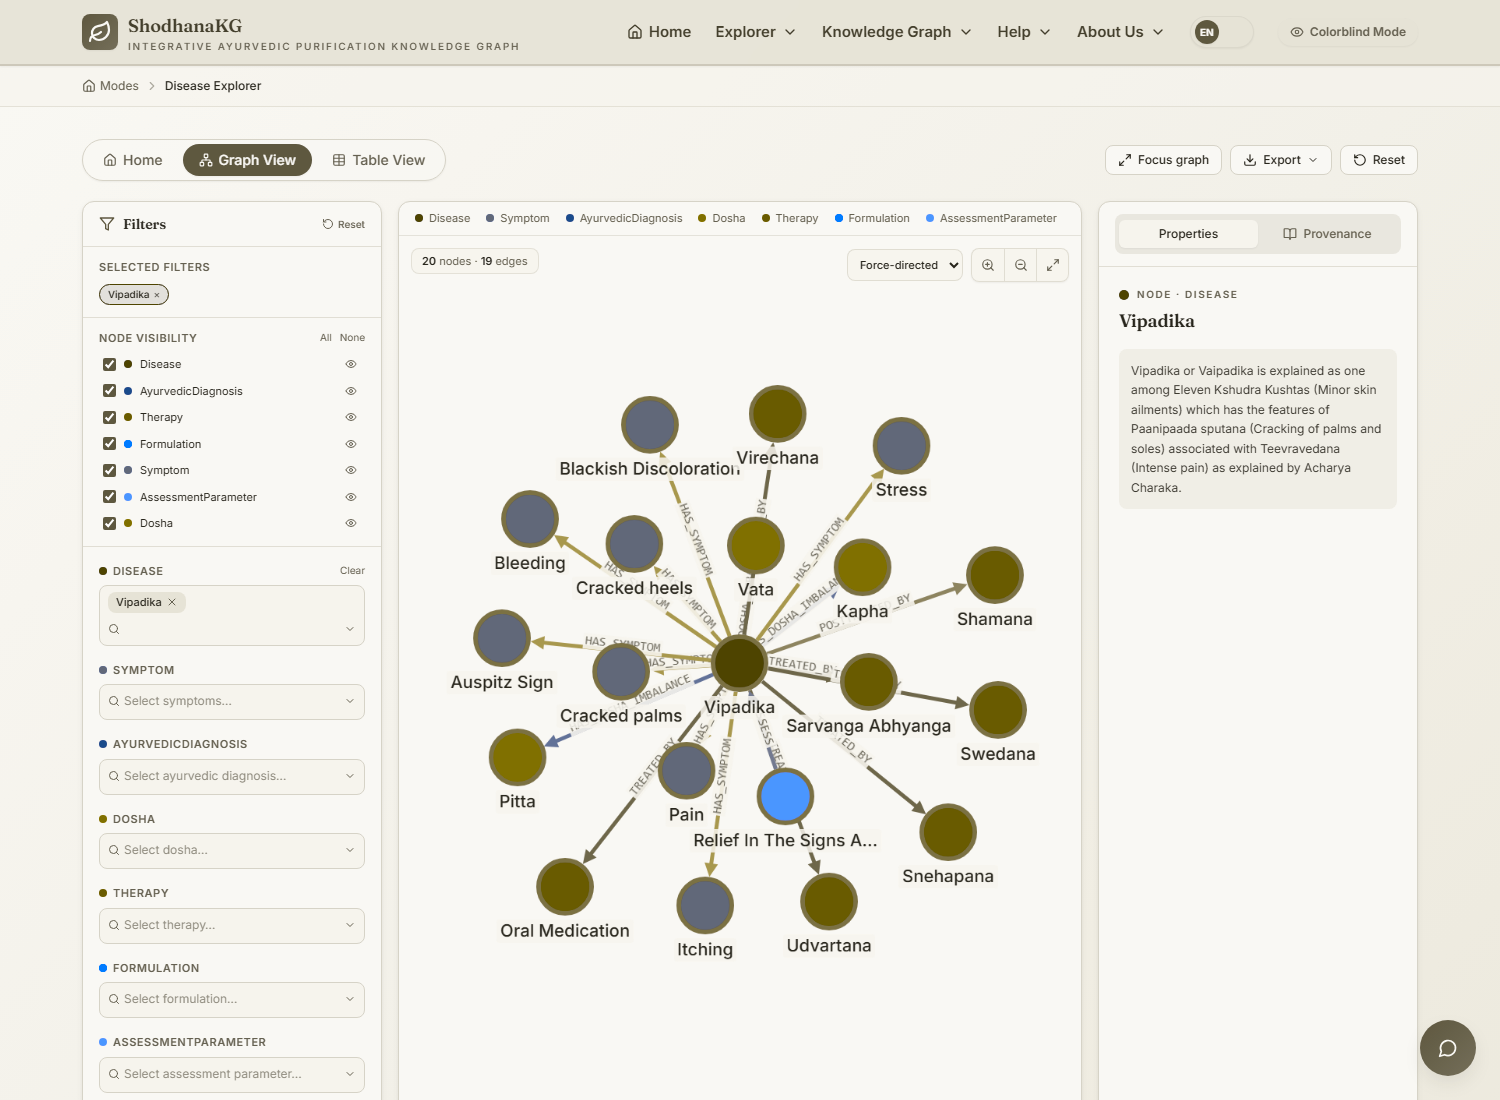 ShodhanaKG
INTEGRATIVE AYURVEDIC PURIFICATION KNOWLEDGE GRAPH
Home
Explorer
Knowledge Graph
Help
About Us
EN
Colorblind Mode
Modes
Disease Explorer
Home
Graph View
Table View
Focus graph
Export
Reset
Filters
Reset
SELECTED FILTERS
Vipadika ×
NODE VISIBILITY
All
None
Disease
AyurvedicDiagnosis
Therapy
Formulation
Symptom
AssessmentParameter
Dosha
DISEASE
Clear
Vipadika ×
SYMPTOM
Select symptoms...
AYURVEDICDIAGNOSIS
Select ayurvedic diagnosis...
DOSHA
Select dosha...
THERAPY
Select therapy...
FORMULATION
Select formulation...
ASSESSMENTPARAMETER
Select assessment parameter...
Disease
Symptom
AyurvedicDiagnosis
Dosha
Therapy
Formulation
AssessmentParameter
20 nodes · 19 edges
Force-directed
Blackish Discoloration
Virechana
Stress
HAS_SYMPTOM
HAS_SYMPTOM
Bleeding
Cracked heels
Vata
Kapha
Shamana
HAS_SYMPTOM
Auspitz Sign
Cracked palms
Vipadika
TREATED_BY
Sarvanga Abhyanga
Swedana
Pitta
TREATED_BY
HAS_SYMPTOM
Pain
Relief In The Signs A...
Snehapana
Oral Medication
Itching
Udvartana
Properties
Provenance
NODE · DISEASE
Vipadika
Vipadika or Vaipadika is explained as one
among Eleven Kshudra Kushtas (Minor skin
ailments) which has the features of
Paanipaada sputana (Cracking of palms and
soles) associated with Teevravedana
(Intense pain) as explained by Acharya
Charaka.